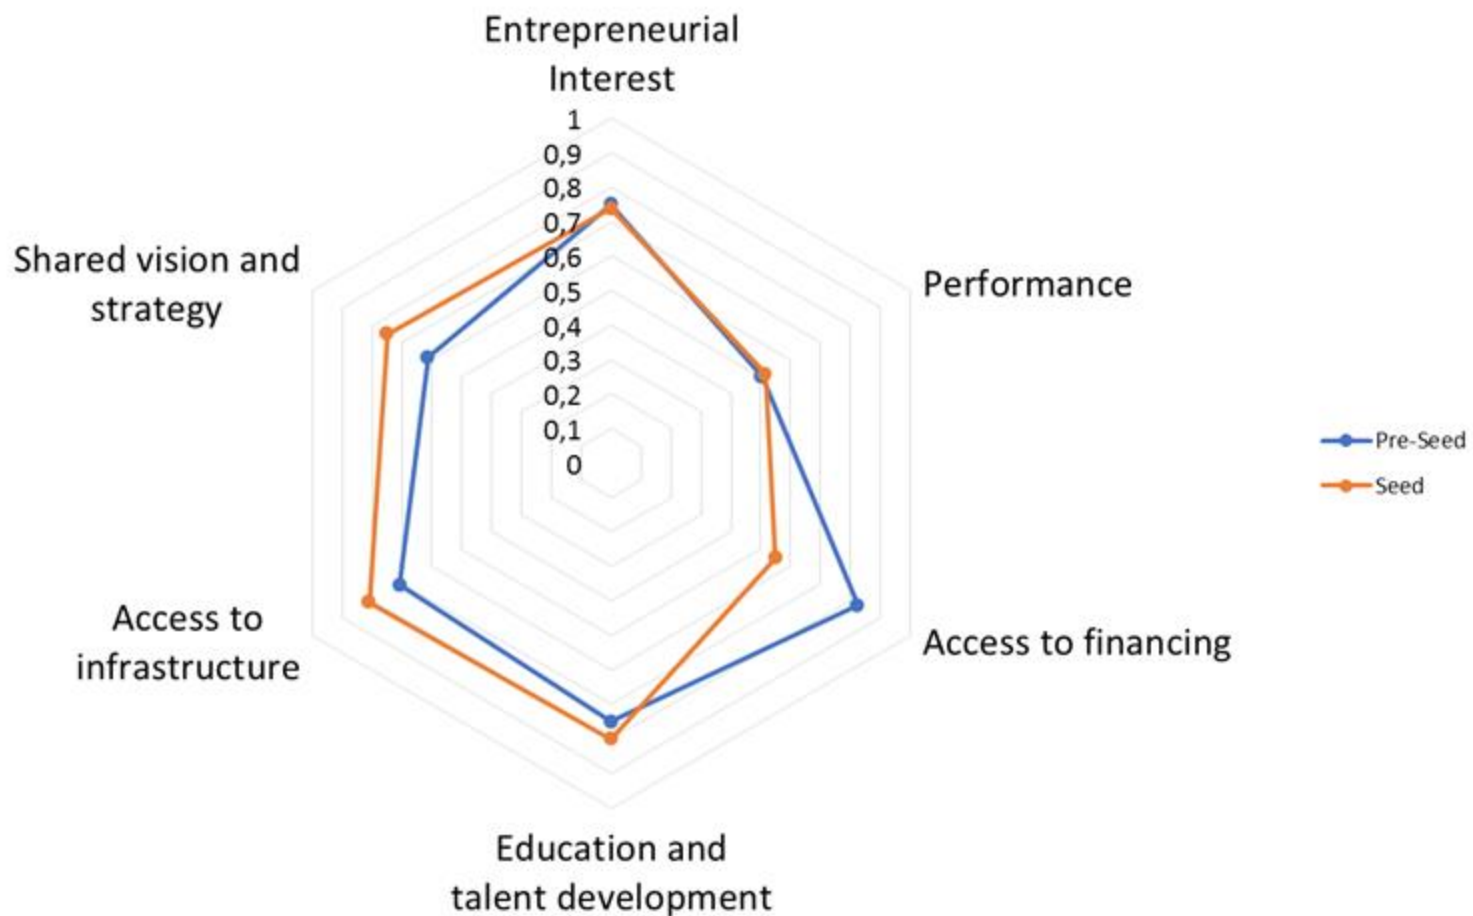 Entrepreneurial
Interest
1
0,9
0,8
0,7
0,6
0,5
0,4
0,3
0,2
0,1
0
Shared vision and
strategy
Performance
Pre-Seed
Seed
Access to
infrastructure
Access to financing
Education and
talent development